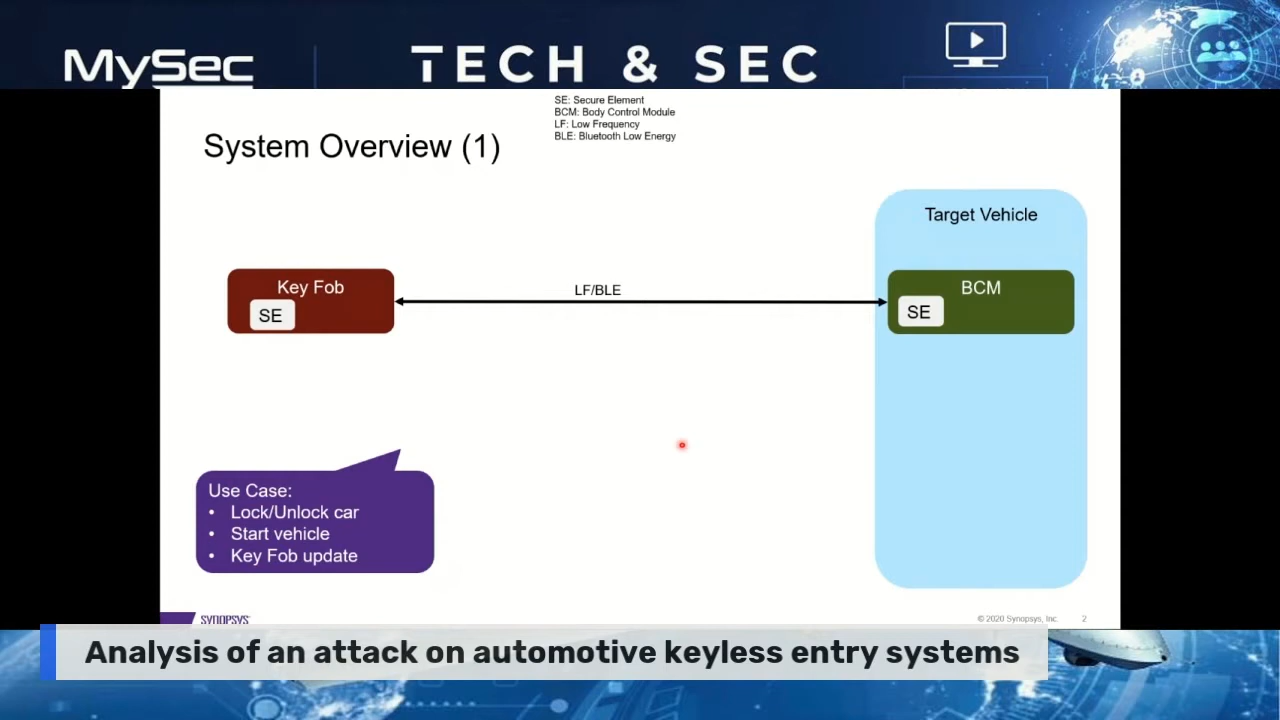 MySec
TECH & SEC
SE: Secure Element
BCM: Body Control Module
LF: Low Frequency
BLE: Bluetooth Low Energy
System Overview (1)
Target Vehicle
Key Fob
SE
LF/BLE
BCM
SE
Use Case:
• Lock/Unlock car
• Start vehicle
• Key Fob update
SYNOPSYS
© 2020 Synopsys, Inc. 2
Analysis of an attack on automotive keyless entry systems